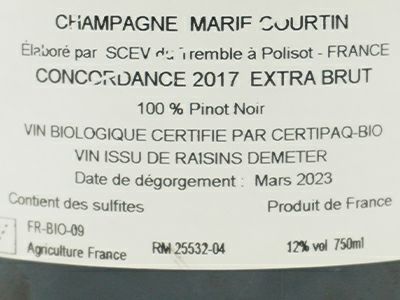 CHAMPAGNE MARIE COURTIN
Élaboré par SCEV du Tremble à Polisot - FRANCE
CONCORDANCE 2017 EXTRA BRUT
100 % Pinot Noir
VIN BIOLOGIQUE CERTIFIE PAR CERTIPAQ-BIO
VIN ISSU DE RAISINS DEMETER
Date de dégorgement : Mars 2023
Contient des sulfites Produit de France
FR-BIO-09
Agriculture France RM-25532-04 12% vol 750ml